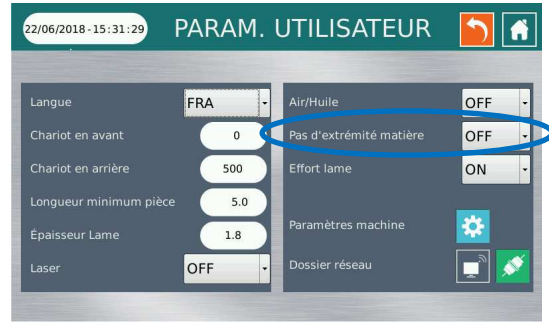 22/06/2018-15:31:29
PARAM. UTILISATEUR
Langue
FRA
Chariot en avant
0
Chariot en arrière
500
Longueur minimum pièce
5.0
Épaisseur Lame
1.8
Laser
OFF
Air/Huile
OFF
Pas d'extrémité matière
OFF
Effort lame
ON
Paramètres machine
Dossier réseau